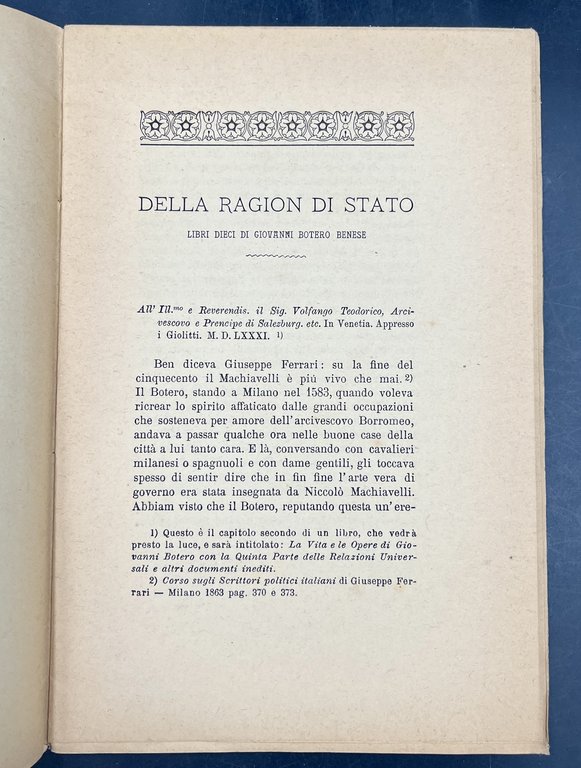 DELLA RAGION DI STATO
LIBRI DIECI DI GIOVANNI BOTERO BENESE
All' Ill.mo e Reverendis. il Sig. Volfango Teodorico, Arci-
vescovo e Prencipe di Salezburg. etc. In Venetia. Appresso
i Giolitti. M. D. LXXXI. 1)
Ben diceva Giuseppe Ferrari: su la fine del
cinquecento il Machiavelli è più vivo che mai. 2)
Il Botero, stando a Milano nel 1583, quando voleva
ricrear lo spirito affaticato dalle grandi occupazioni
che sosteneva per amore dell'arcivescovo Borromeo,
andava a passar qualche ora nelle buone case della
città a lui tanto cara. E là, conversando con cavalieri
milanesi o spagnuoli e con dame gentili, gli toccava
spesso di sentir dire che in fin fine l'arte vera di
governo era stata insegnata da Niccolò Machiavelli.
Abbiam visto che il Botero, reputando questa un'ere-
1) Questo è il capitolo secondo di un libro, che vedrà
presto la luce, e sarà intitolato: La Vita e le Opere di Gio-
vanni Botero con la Quinta Parte delle Relazioni Univer-
sali e altri documenti inediti.
2) Corso sugli Scrittori politici italiani di Giuseppe Fer-
rari — Milano 1863 pag. 370 e 373.